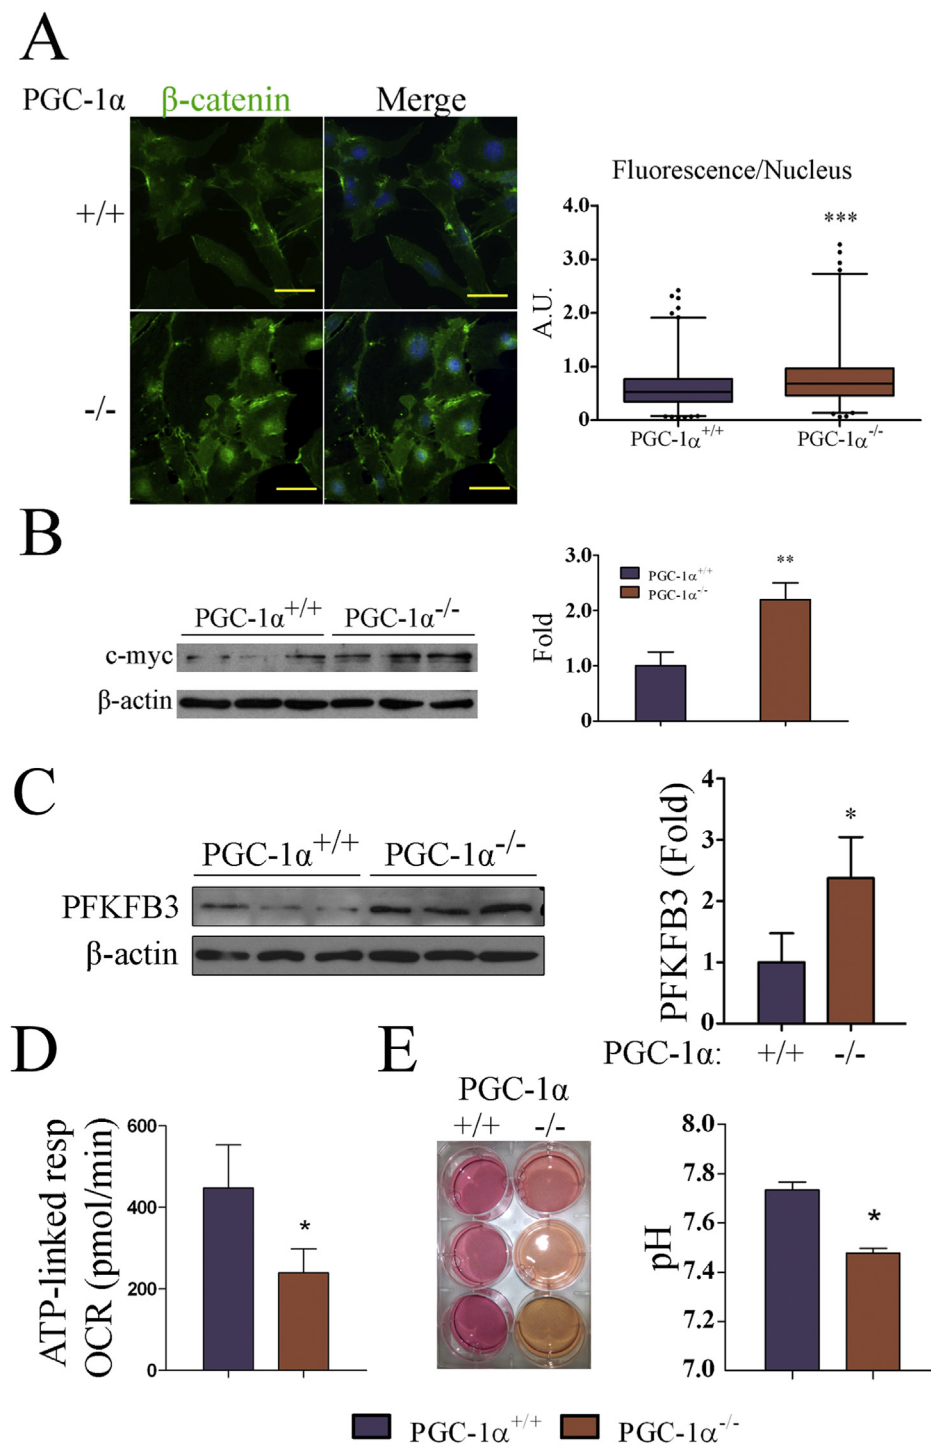 A
PGC-1α β-catenin Merge
+/+
-/-
Fluorescence/Nucleus
4.0
3.0
2.0
1.0
0
A.U.
***
PGC-1α+/+ PGC-1α-/-
B
PGC-1α+/+ PGC-1α-/-
c-myc
β-actin
3.0
2.0
1.0
0
Fold
PGC-1α+/+
PGC-1α-/-
**
C
PGC-1α+/+ PGC-1α-/-
PFKFB3
β-actin
4
3
2
1
0
PFKFB3 (Fold)
*
PGC-1α: +/+ -/-
D
600
400
200
0
ATP-linked resp
OCR (pmol/min)
*
E
PGC-1α
+/+ -/-
8.0
7.8
7.6
7.4
7.2
7.0
pH
*
PGC-1α+/+ PGC-1α-/-